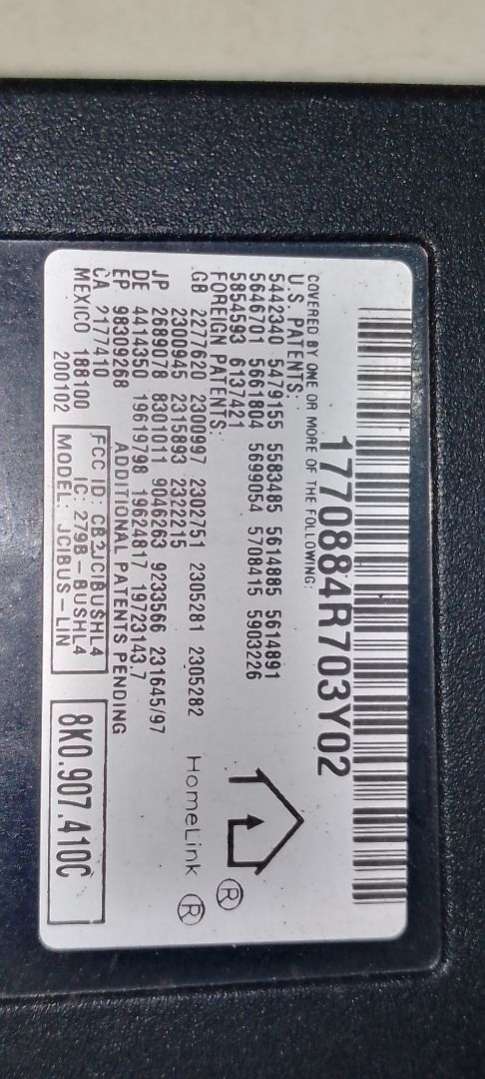 1770884R703Y02
COVERED BY ONE OR MORE OF THE FOLLOWING:
U.S. PATENTS:
5442340 5479155 5583485 5614885 5614891
5646701 5661804 5699054 5708415 5903226
5854593 6137421
FOREIGN PATENTS:
GB 2277620 2300997 2302751 2305281 2305282
2300945 2315893 2322215
JP 2689078 8301011 9046263 9233566 231645/97
DE 4414350 19619798 19624817 19723143.7
EP 98309268 ADDITIONAL PATENTS PENDING
CA 2177410
MEXICO 188100
200102
®
HomeLink ®
FCC ID: CB2JCIBUSHL4
IC: 279B-BUSHL4
MODEL: JCIBUS-LIN
8K0.907.410C